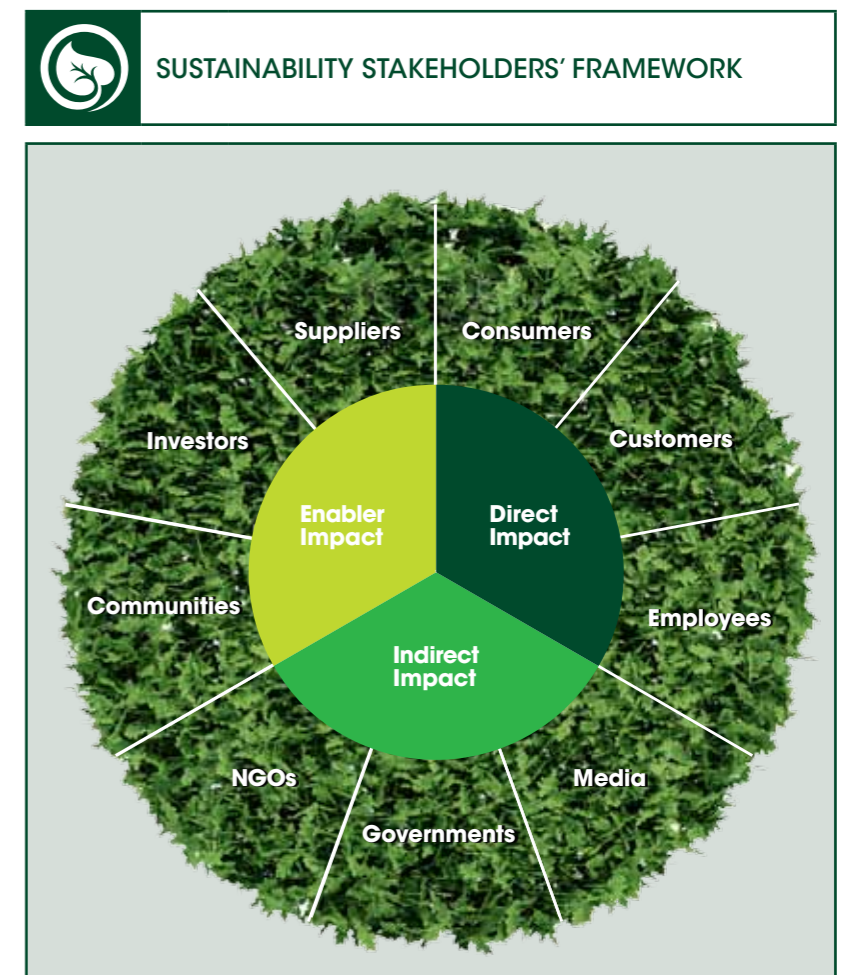 SUSTAINABILITY STAKEHOLDERS’ FRAMEWORK
Suppliers
Consumers
Investors
Customers
Enabler
Impact
Direct
Impact
Communities
Employees
Indirect
Impact
NGOs
Media
Governments